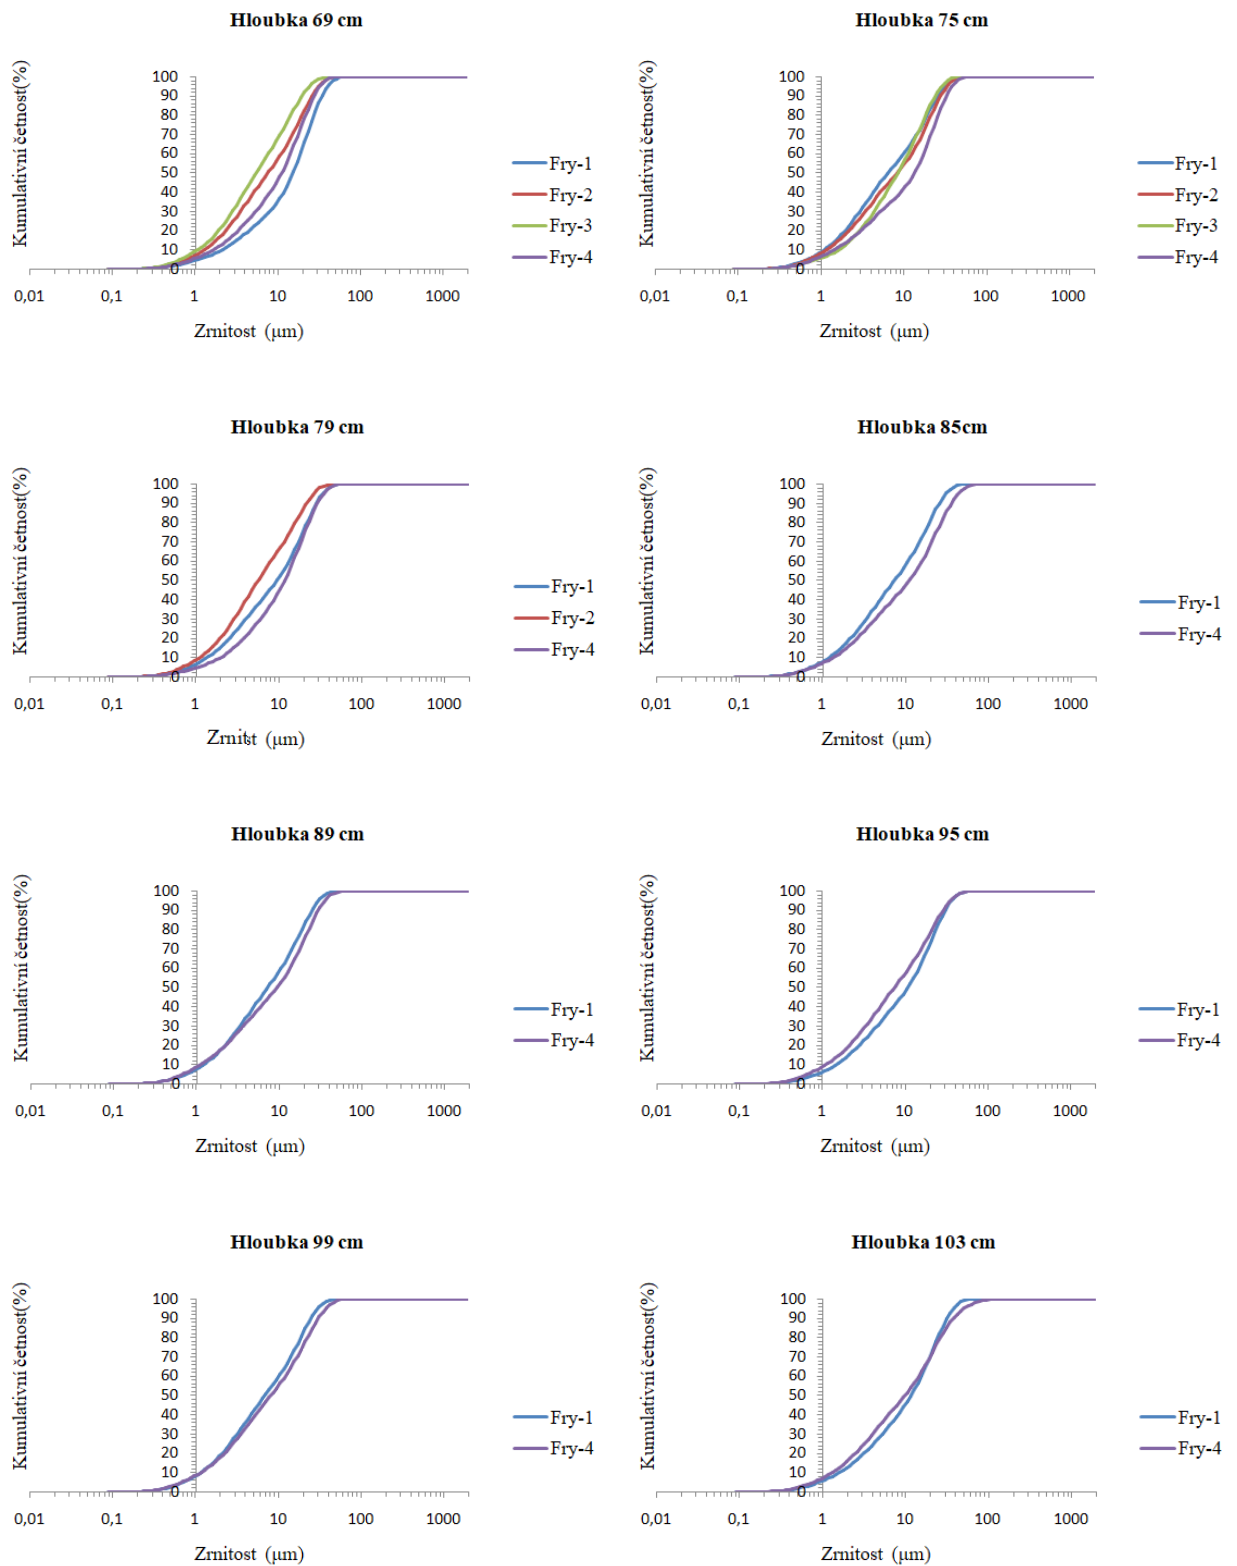 Hloubka 69 cm
Kumulativní četnost(%)
100
90
80
70
60
50
40
30
20
10
0
0,01 0,1 1 10 100 1000
Zrnitost (μm)
Fry-1
Fry-2
Fry-3
Fry-4
Hloubka 75 cm
Kumulativní četnost(%)
100
90
80
70
60
50
40
30
20
10
0
0,01 0,1 1 10 100 1000
Zrnitost (μm)
Fry-1
Fry-2
Fry-3
Fry-4
Hloubka 79 cm
Kumulativní četnost(%)
100
90
80
70
60
50
40
30
20
10
0
0,01 0,1 1 10 100 1000
Zrnitst (μm)
Fry-1
Fry-2
Fry-4
Hloubka 85cm
Kumulativní četnost(%)
100
90
80
70
60
50
40
30
20
10
0
0,01 0,1 1 10 100 1000
Zrnitost (μm)
Fry-1
Fry-4
Hloubka 89 cm
Kumulativní četnost(%)
100
90
80
70
60
50
40
30
20
10
0
0,01 0,1 1 10 100 1000
Zrnitost (μm)
Fry-1
Fry-4
Hloubka 95 cm
Kumulativní četnost(%)
100
90
80
70
60
50
40
30
20
10
0
0,01 0,1 1 10 100 1000
Zrnitost (μm)
Fry-1
Fry-4
Hloubka 99 cm
Kumulativní četnost(%)
100
90
80
70
60
50
40
30
20
10
0
0,01 0,1 1 10 100 1000
Zrnitost (μm)
Fry-1
Fry-4
Hloubka 103 cm
Kumulativní četnost(%)
100
90
80
70
60
50
40
30
20
10
0
0,01 0,1 1 10 100 1000
Zrnitost (μm)
Fry-1
Fry-4